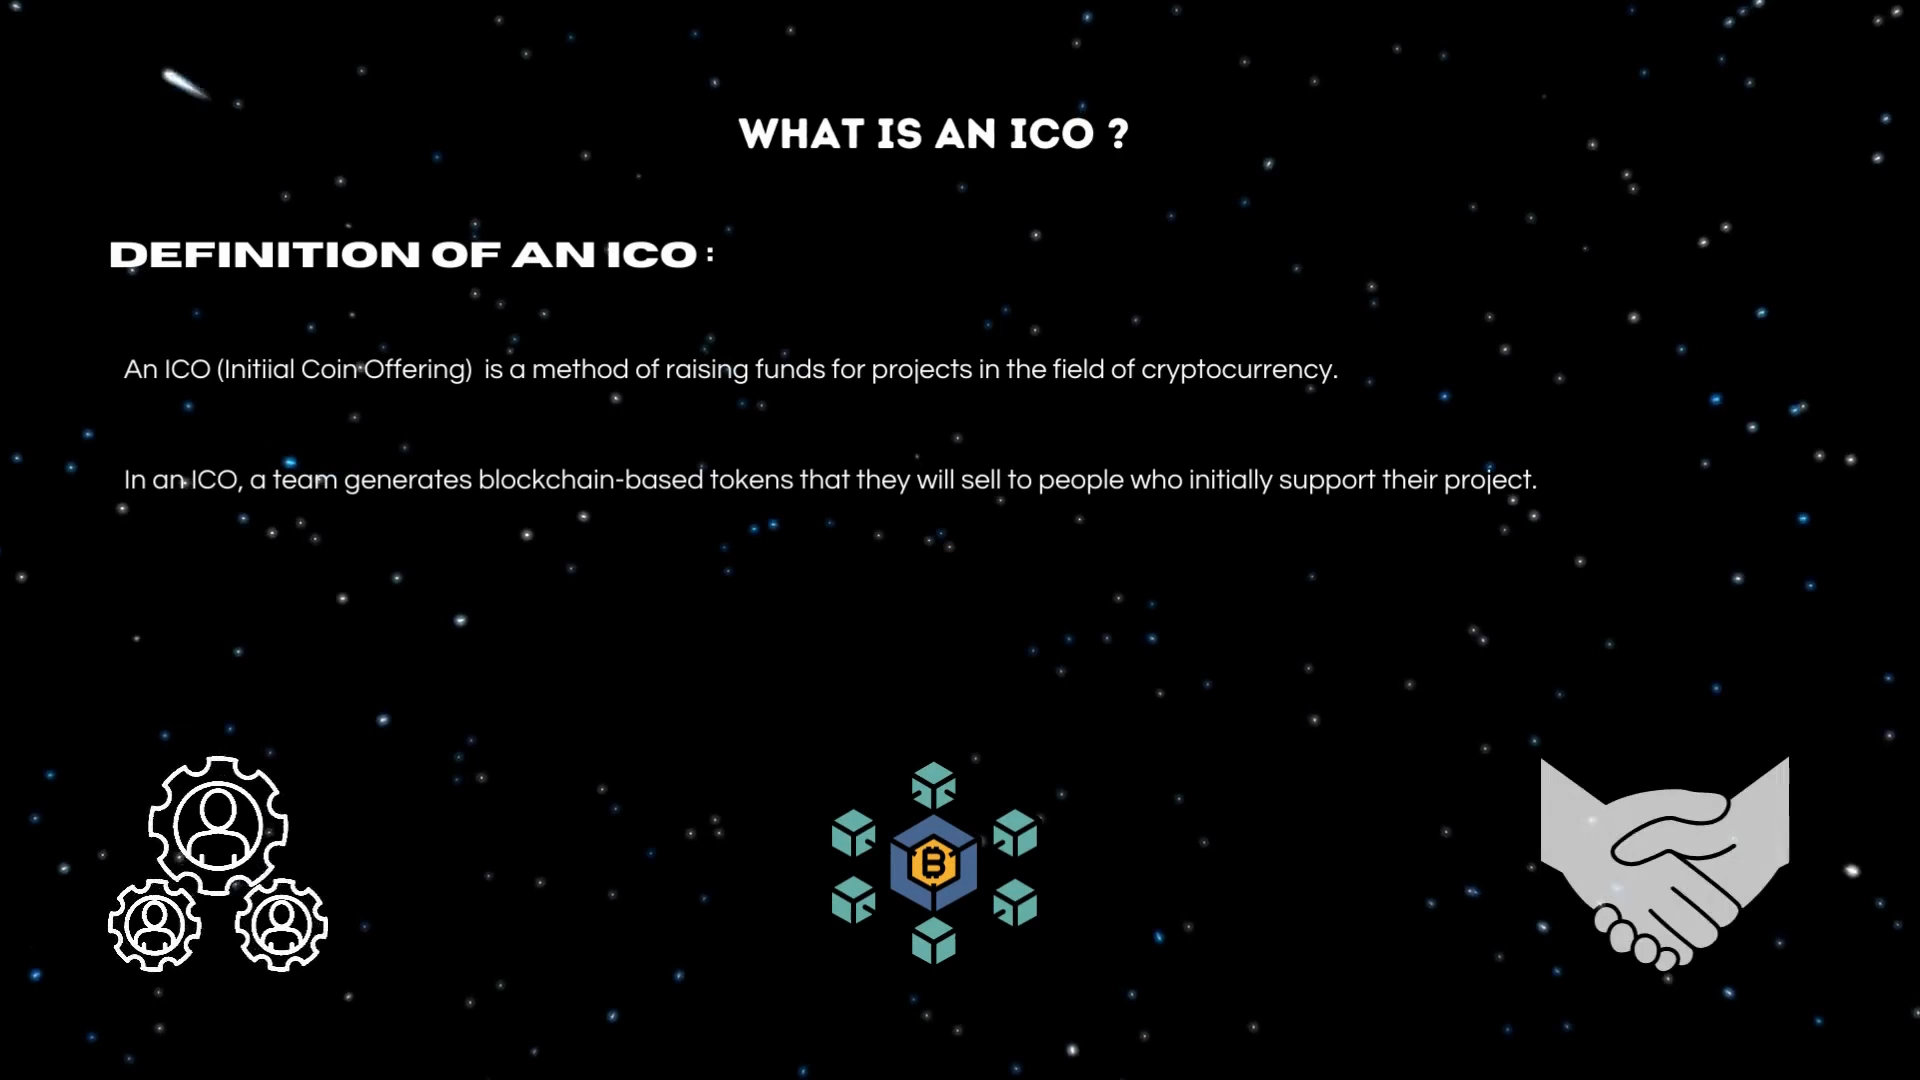 WHAT IS AN ICO ?
DEFINITION OF AN ICO :
An ICO (Initiial Coin Offering) is a method of raising funds for projects in the field of cryptocurrency.
In an ICO, a team generates blockchain-based tokens that they will sell to people who initially support their project.
B